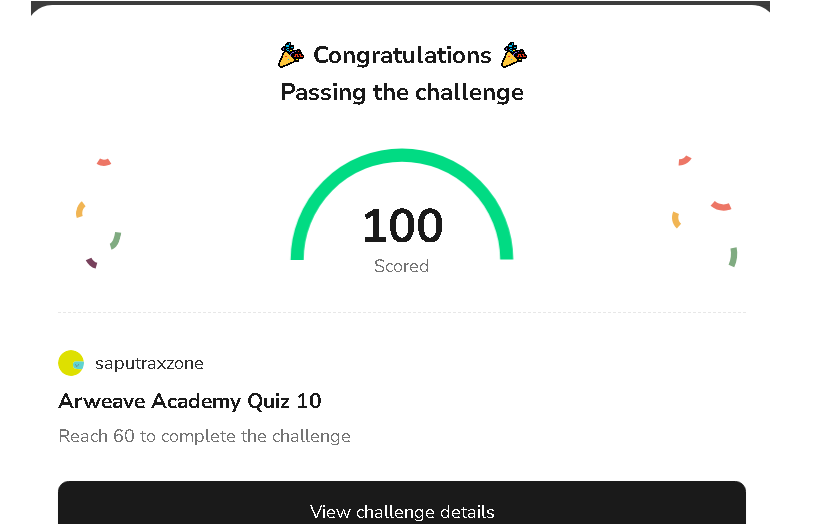 Congratulations
Passing the challenge
100
Scored
saputraxzone
Arweave Academy Quiz 10
Reach 60 to complete the challenge
View challenge details